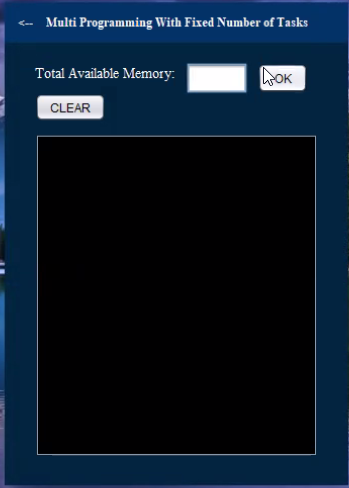 <-- Multi Programming With Fixed Number of Tasks
Total Available Memory: OK
CLEAR